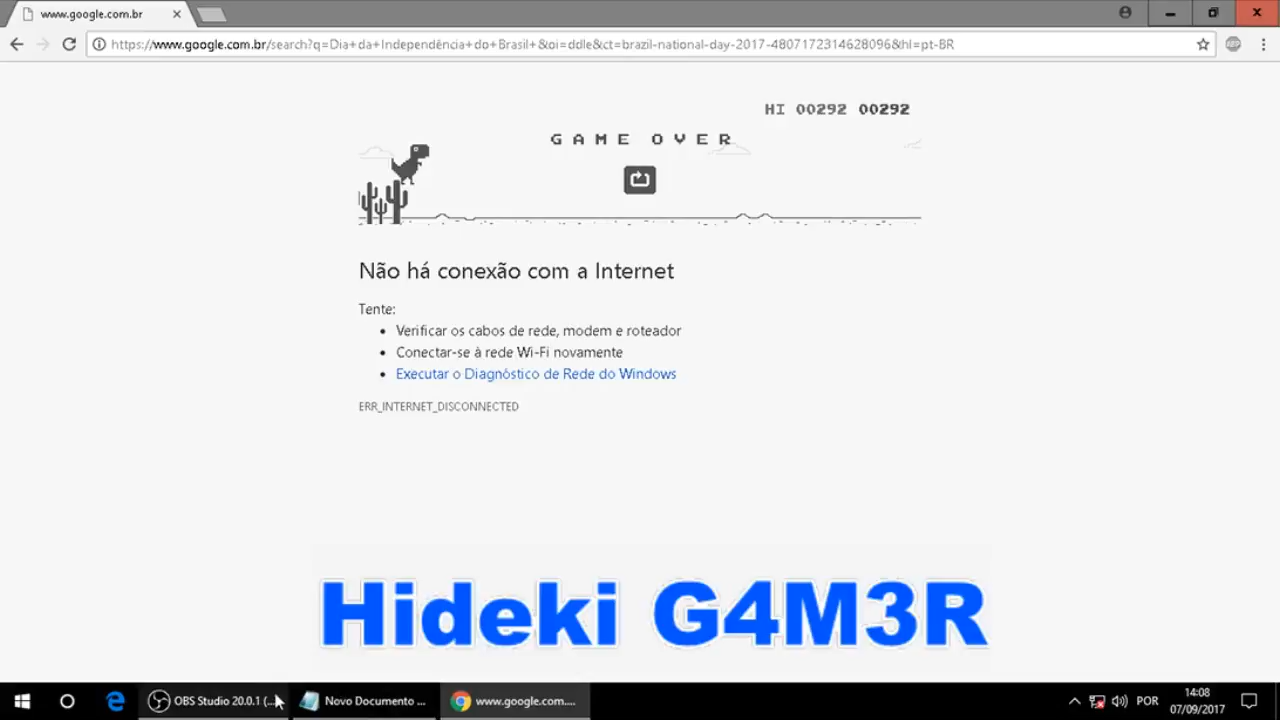 www.google.com.br
https://www.google.com.br/search?q=Dia+da+Independência+do+Brasil+&oi=ddle&ct=brazil-national-day-2017-4807172314628096&hl=pt-BR
HI 00292 00292
GAME OVER
Não há conexão com a Internet
Tente:
Verificar os cabos de rede, modem e roteador
Conectar-se à rede Wi-Fi novamente
Executar o Diagnóstico de Rede do Windows
ERR_INTERNET_DISCONNECTED
Hideki G4M3R
OBS Studio 20.0.1 (...
Novo Documento ...
www.google.com....
POR
14:08
07/09/2017